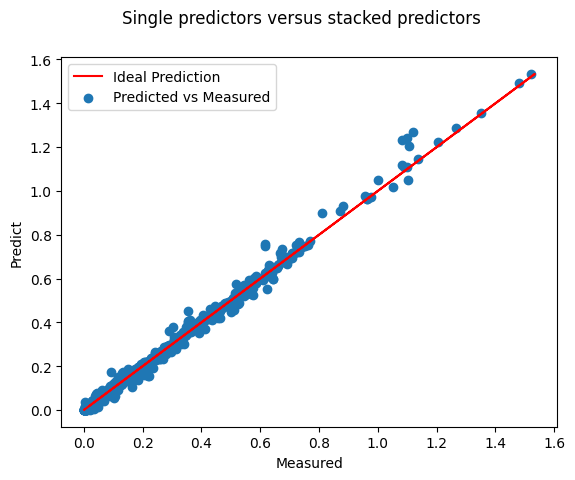 Single predictors versus stacked predictors
Ideal Prediction
Predicted vs Measured
1.6
1.4
1.2
1.0
0.8
0.6
0.4
0.2
0.0
Predict
0.0 0.2 0.4 0.6 0.8 1.0 1.2 1.4 1.6
Measured